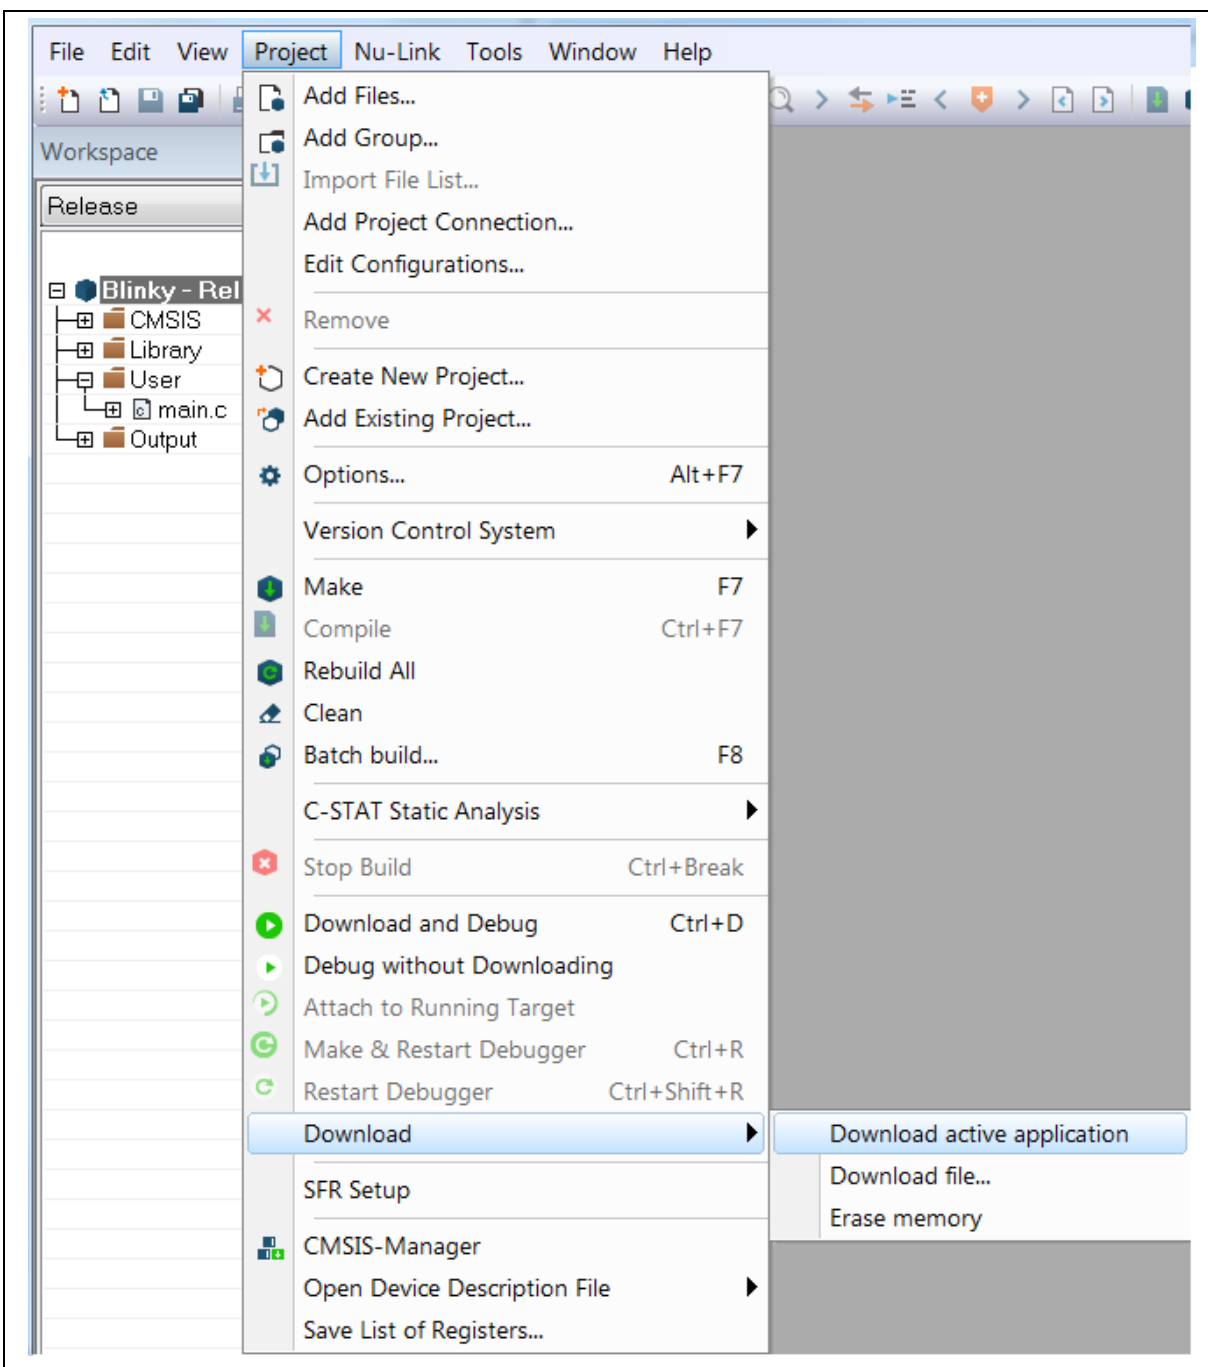 File Edit View Project Nu-Link Tools Window Help
Workspace
Release
Blinky - Rel
CMSIS
Library
User
main.c
Output
Add Files...
Add Group...
Import File List...
Add Project Connection...
Edit Configurations...
Remove
Create New Project...
Add Existing Project...
Options... Alt+F7
Version Control System
Make F7
Compile Ctrl+F7
Rebuild All
Clean
Batch build... F8
C-STAT Static Analysis
Stop Build Ctrl+Break
Download and Debug Ctrl+D
Debug without Downloading
Attach to Running Target
Make & Restart Debugger Ctrl+R
Restart Debugger Ctrl+Shift+R
Download
SFR Setup
CMSIS-Manager
Open Device Description File
Save List of Registers...
Download active application
Download file...
Erase memory